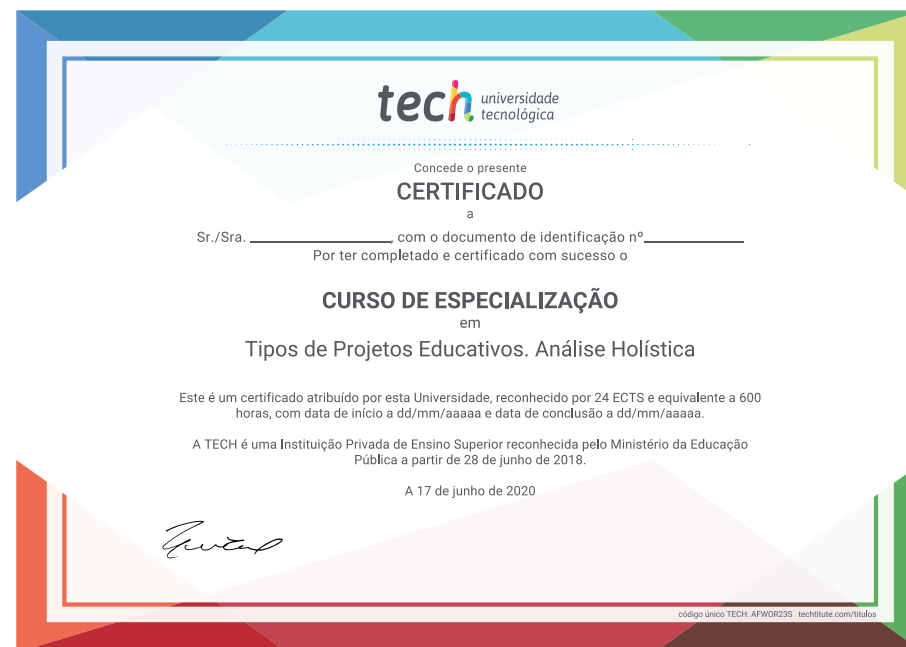 tech universidade
tecnológica
Concede o presente
CERTIFICADO
a
Sr./Sra. ________________, com o documento de identificação nº____________
Por ter completado e certificado com sucesso o
CURSO DE ESPECIALIZAÇÃO
em
Tipos de Projetos Educativos. Análise Holística
Este é um certificado atribuído por esta Universidade, reconhecido por 24 ECTS e equivalente a 600
horas, com data de início a dd/mm/aaaaa e data de conclusão a dd/mm/aaaaa.
A TECH é uma Instituição Privada de Ensino Superior reconhecida pelo Ministério da Educação
Pública a partir de 28 de junho de 2018.
A 17 de junho de 2020
código único TECH: AFWOR23S techtitute.com/titulos